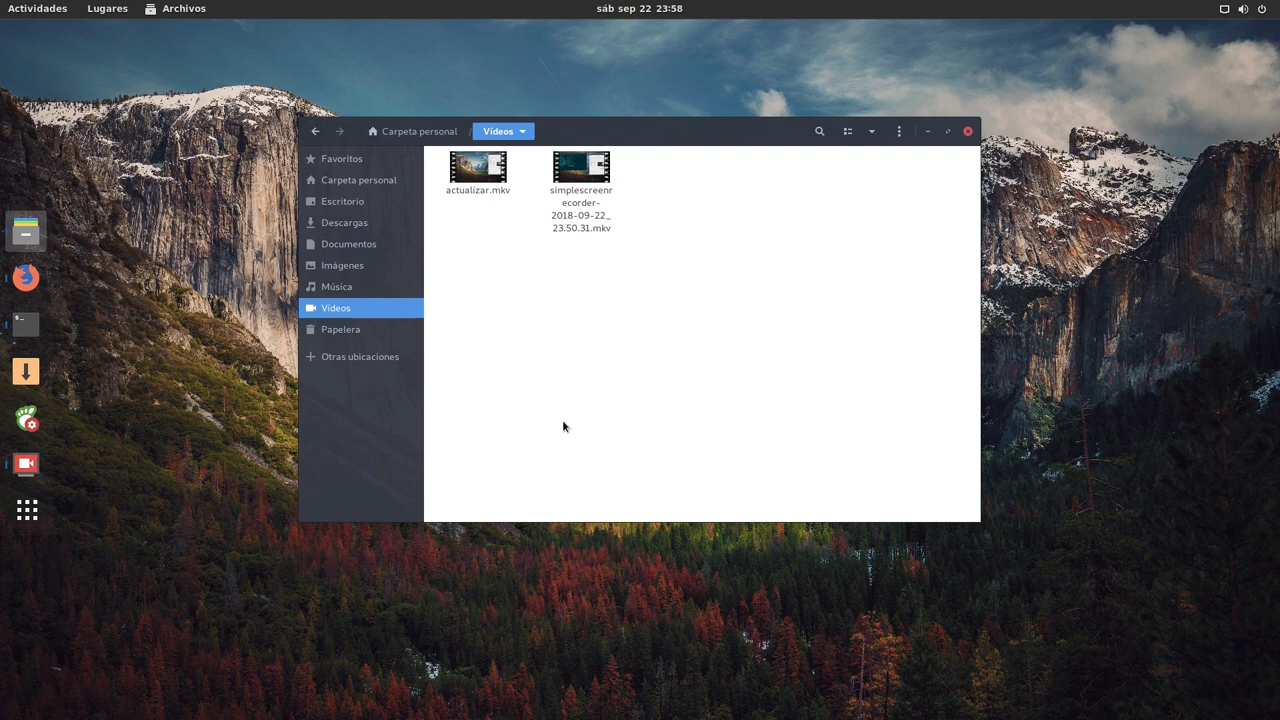 Actividades Lugares Archivos sáb sep 22 23:58
Carpeta personal / Vídeos
Favoritos
Carpeta personal
Escritorio
Descargas
Documentos
Imágenes
Música
Vídeos
Papelera
Otras ubicaciones
actualizar.mkv
simplescreenr
ecorder-
2018-09-22_
23.50.31.mkv